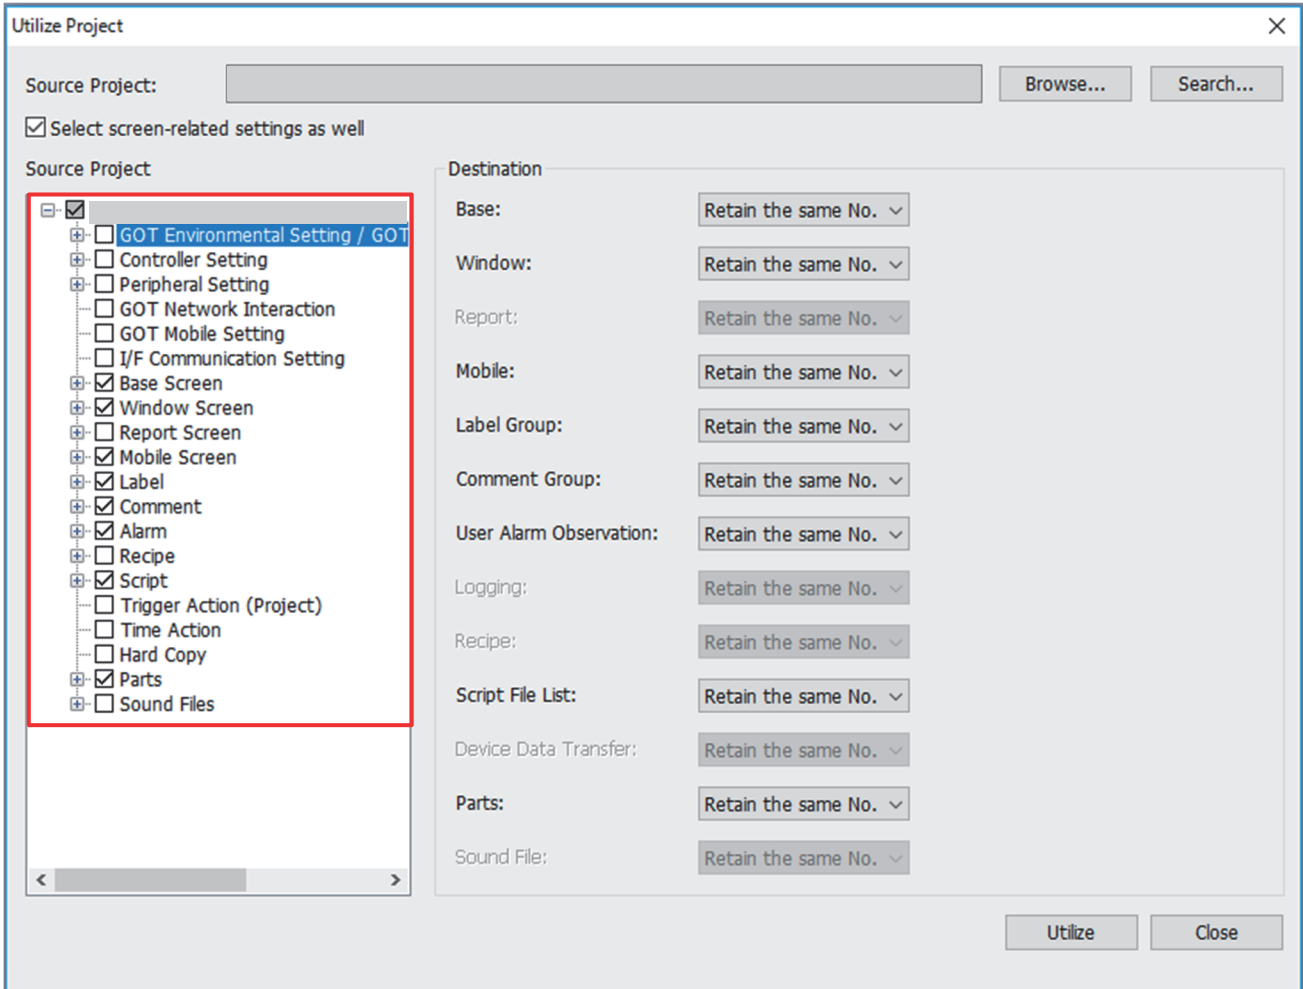 Utilize Project
Source Project:
Browse...
Search...
Select screen-related settings as well
Source Project
GOT Environmental Setting / GOT
Controller Setting
Peripheral Setting
GOT Network Interaction
GOT Mobile Setting
I/F Communication Setting
Base Screen
Window Screen
Report Screen
Mobile Screen
Label
Comment
Alarm
Recipe
Script
Trigger Action (Project)
Time Action
Hard Copy
Parts
Sound Files
Destination
Base: Retain the same No.
Window: Retain the same No.
Report: Retain the same No.
Mobile: Retain the same No.
Label Group: Retain the same No.
Comment Group: Retain the same No.
User Alarm Observation: Retain the same No.
Logging: Retain the same No.
Recipe: Retain the same No.
Script File List: Retain the same No.
Device Data Transfer: Retain the same No.
Parts: Retain the same No.
Sound File: Retain the same No.
Utilize
Close